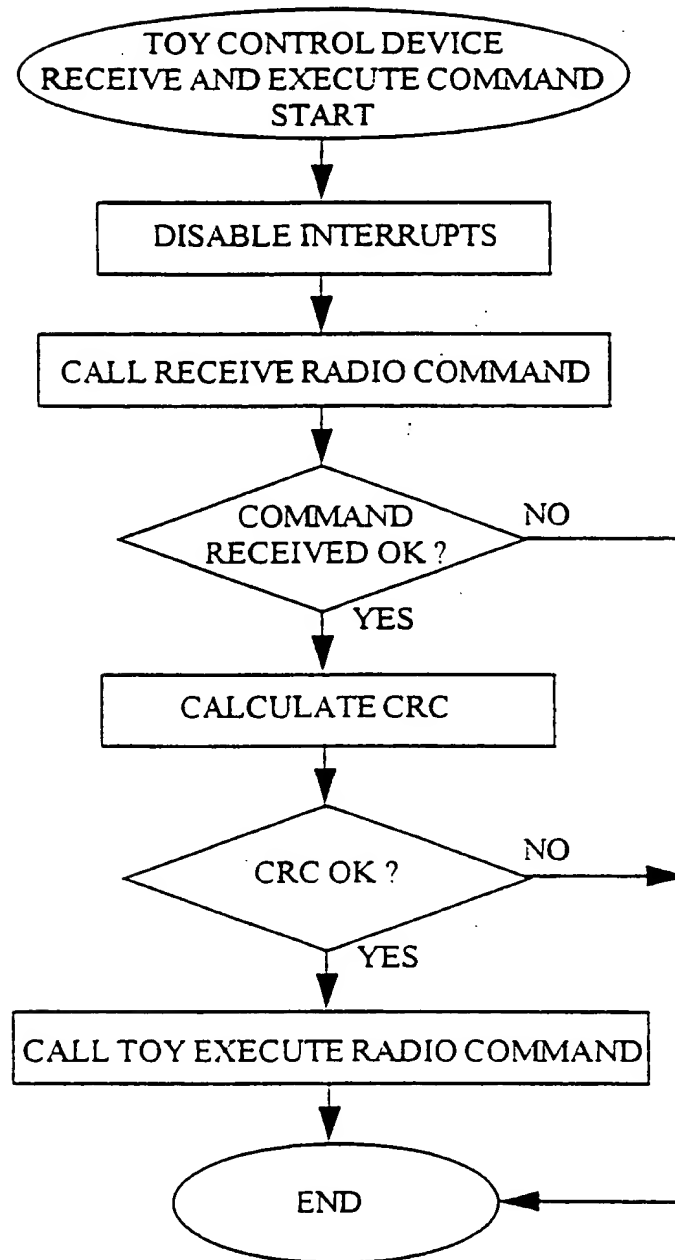 TOY CONTROL DEVICE
RECEIVE AND EXECUTE COMMAND
START
DISABLE INTERRUPTS
CALL RECEIVE RADIO COMMAND
COMMAND
RECEIVED OK ?
NO
YES
CALCULATE CRC
CRC OK ?
NO
YES
CALL TOY EXECUTE RADIO COMMAND
END